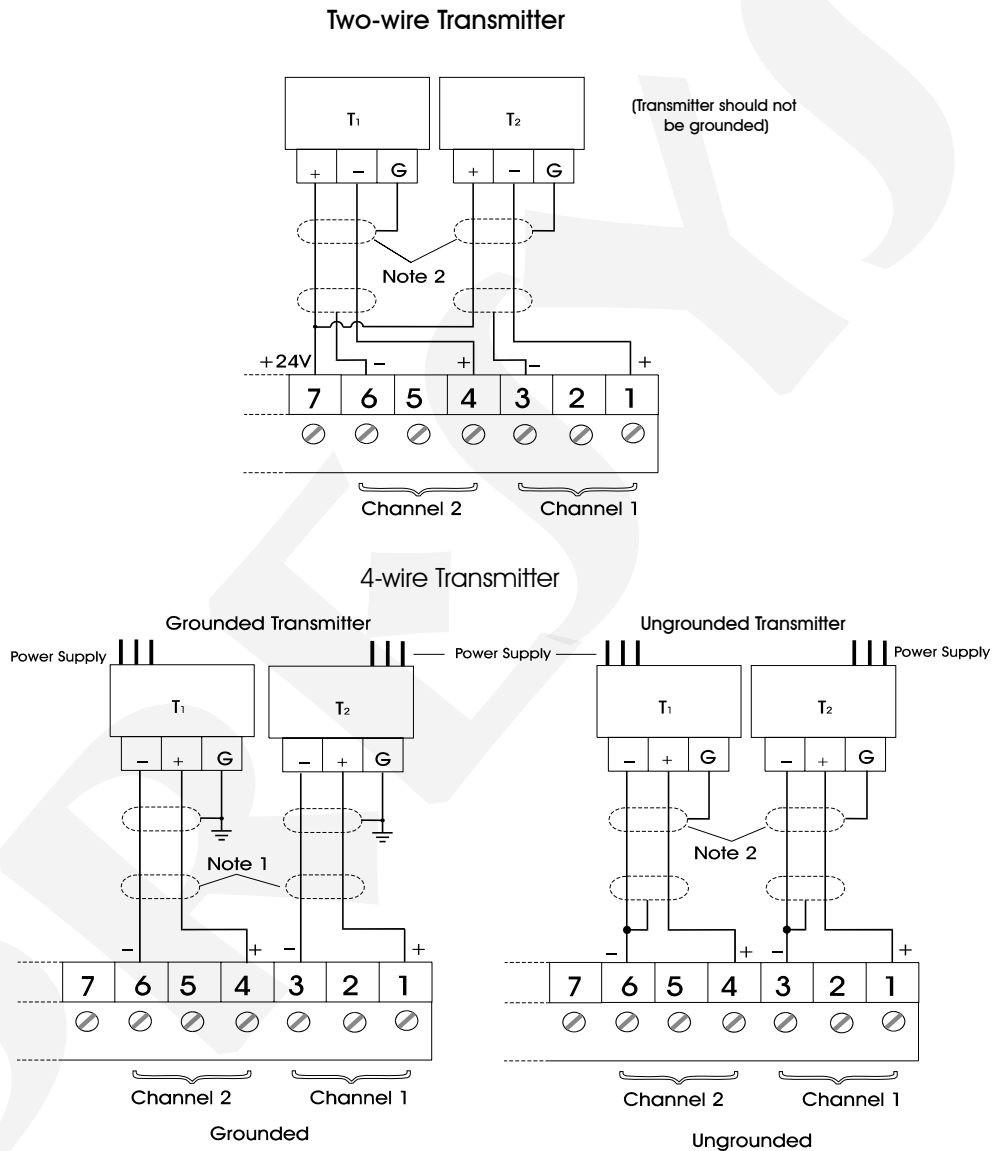 Two-wire Transmitter
T1 T2
(Transmitter should not
be grounded)
+ − G + − G
Note 2
+24V − + − +
7 6 5 4 3 2 1
Channel 2 Channel 1
4-wire Transmitter
Grounded Transmitter Ungrounded Transmitter
Power Supply Power Supply Power Supply
T1 T2 T1 T2
− + G − + G − + G − + G
Note 1 Note 2
− + − + − + − +
7 6 5 4 3 2 1 7 6 5 4 3 2 1
Channel 2 Channel 1 Channel 2 Channel 1
Grounded Ungrounded
PRESYS